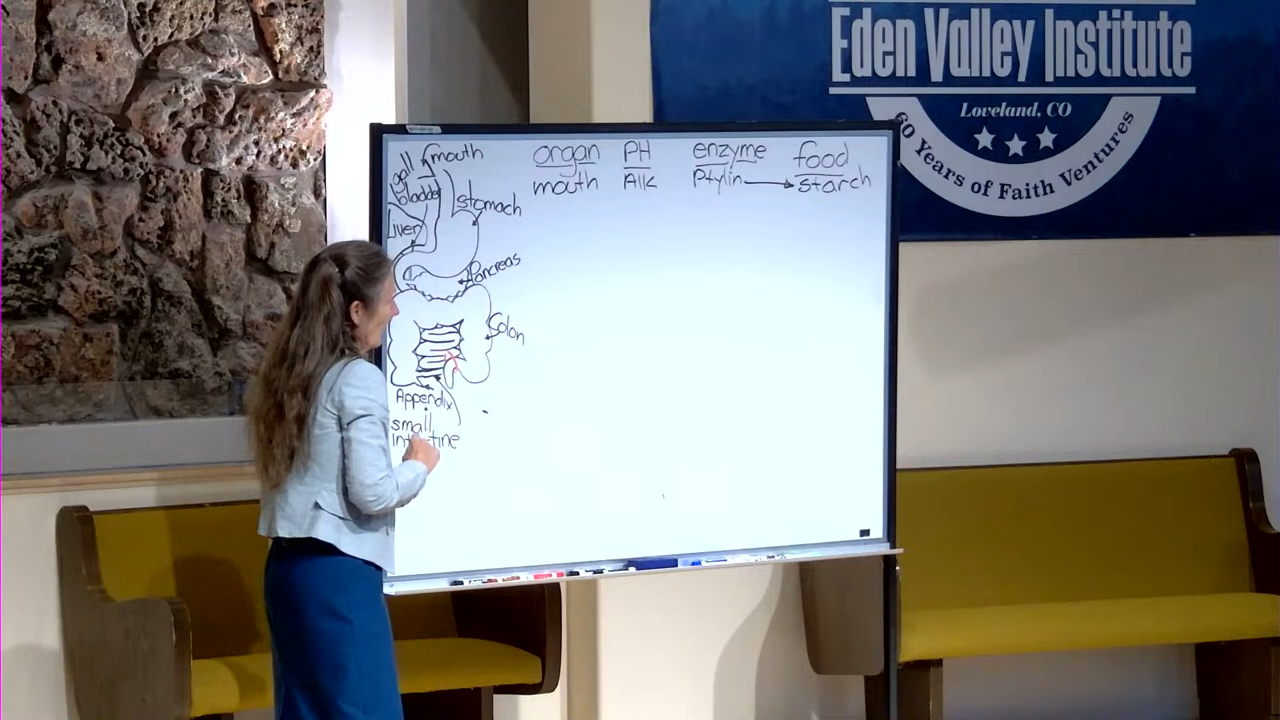 Eden Valley Institute
Loveland, CO
60 Years of Faith Ventures
mouth
gall
bladder
stomach
Liver
Pancreas
Colon
Appendix
small
intestine
organ PH enzyme food
mouth Alk Ptylin starch